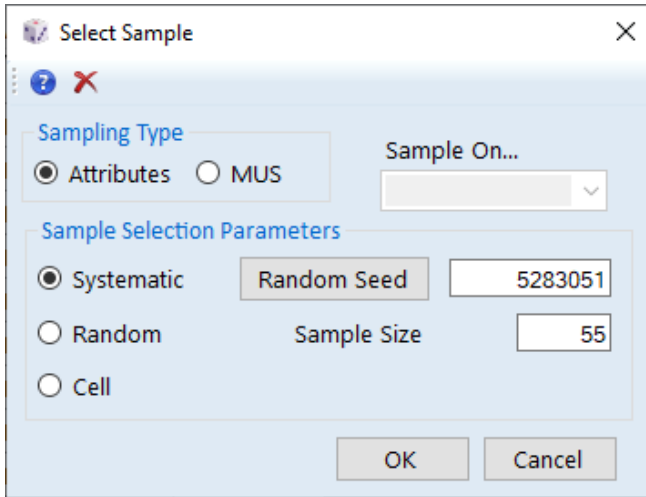 Select Sample
Sampling Type
Attributes MUS
Sample On...
Sample Selection Parameters
Systematic Random Seed 5283051
Random Sample Size 55
Cell
OK Cancel